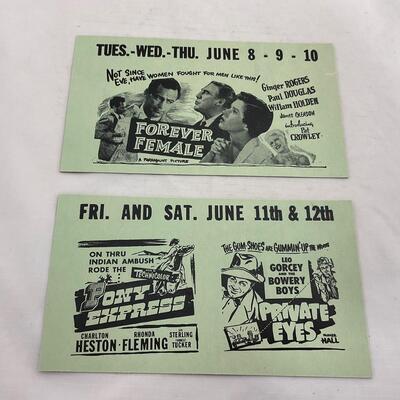 TUES.-WED.-THU. JUNE 8 - 9 - 10
NOT SINCE EVE, HAVE WOMEN FOUGHT FOR MEN LIKE THIS!
Ginger ROGERS
Paul DOUGLAS
William HOLDEN
James GLEASON
introducing
Pat CROWLEY
FOREVER
FEMALE
A PARAMOUNT PICTURE
FRI. AND SAT. JUNE 11th & 12th
ON THRU
INDIAN AMBUSH
RODE THE
TECHNICOLOR
PONY
EXPRESS
CHARLTON
HESTON
RHONDA
FLEMING
STERLING
TUCKER
THE GUM-SHOES ARE GUMMIN'-UP THE WORKS
LEO
GORCEY
AND THE
BOWERY
BOYS
PRIVATE
EYES
HALL